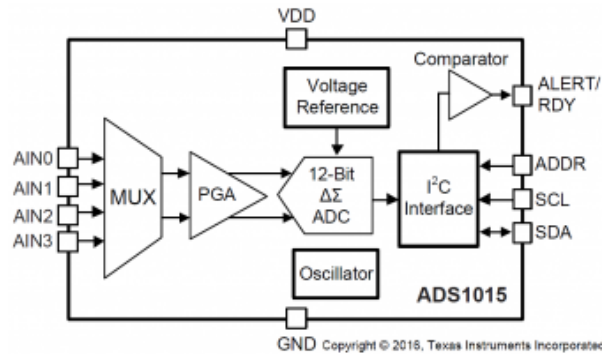 VDD
Comparator
ALERT/
RDY
Voltage
Reference
AIN0
AIN1
AIN2
AIN3
MUX
PGA
12-Bit
ΔΣ
ADC
I²C
Interface
ADDR
SCL
SDA
Oscillator
ADS1015
GND
Copyright © 2016, Texas Instruments Incorporated